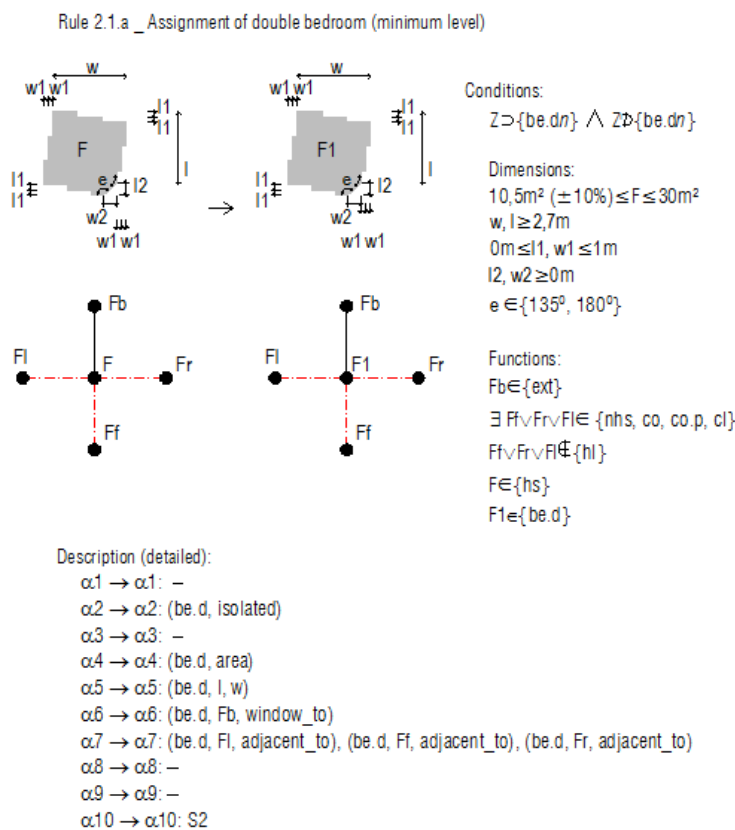 Rule 2.1.a _ Assignment of double bedroom (minimum level)
w
w
w1 w1
w1 w1
l1
l1
l1
l1
F
F1
l
l
l1
l1
e
l2
l1
l1
e
l2
w2
w2
w1 w1
w1 w1
Fb
Fb
Fl
F
Fr
Fl
F1
Fr
Ff
Ff
Conditions:
Z⊃{be.dn} ∧ Z⊅{be.dn}
Dimensions:
10,5m² (±10%)≤F≤30m²
w, l≥2,7m
0m≤l1, w1≤1m
l2, w2≥0m
e∈{135º, 180º}
Functions:
Fb∈{ext}
∃ Ff∨Fr∨Fl∈ {nhs, co, co.p, cl}
Ff∨Fr∨Fl∉{hl}
F∈{hs}
F1∈{be.d}
Description (detailed):
α1 → α1: –
α2 → α2: (be.d, isolated)
α3 → α3: –
α4 → α4: (be.d, area)
α5 → α5: (be.d, l, w)
α6 → α6: (be.d, Fb, window_to)
α7 → α7: (be.d, Fl, adjacent_to), (be.d, Ff, adjacent_to), (be.d, Fr, adjacent_to)
α8 → α8: –
α9 → α9: –
α10 → α10: S2